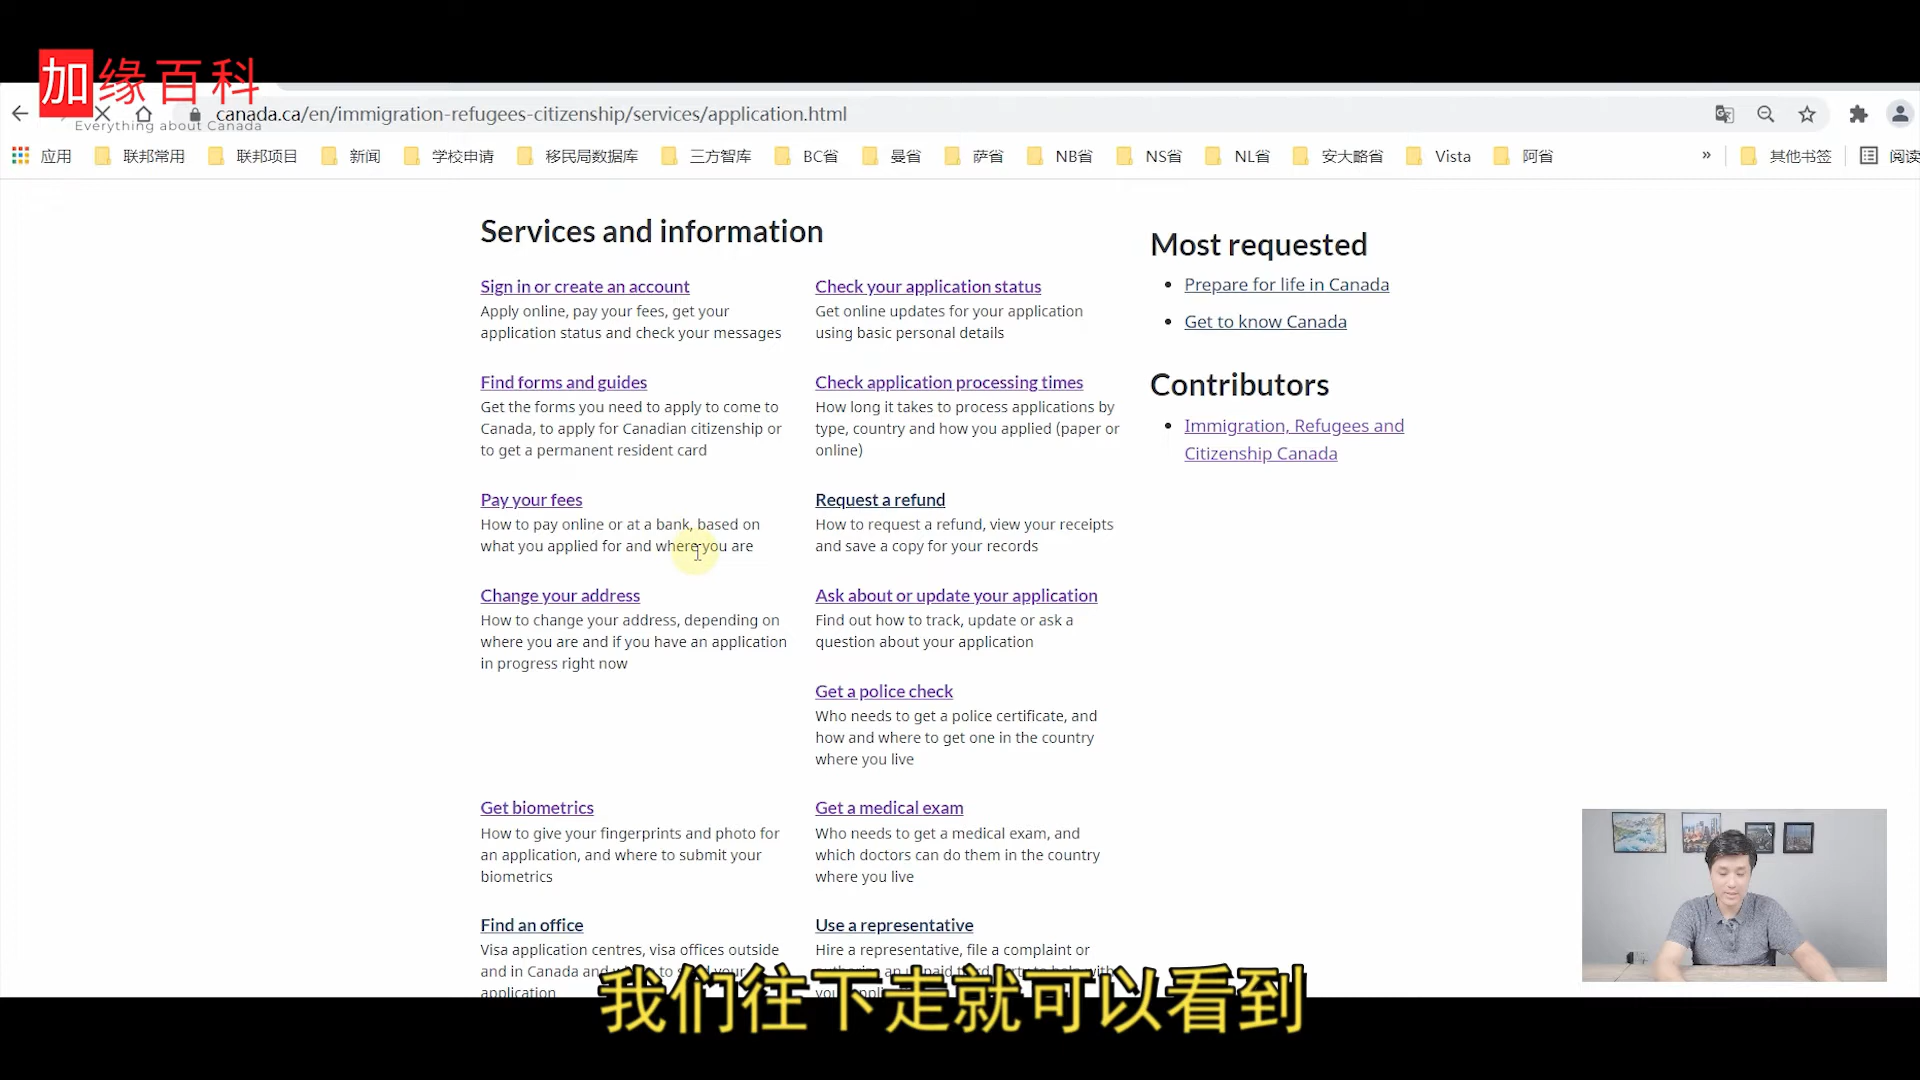 加缘百科
Everything about Canada
canada.ca/en/immigration-refugees-citizenship/services/application.html
应用 联邦常用 联邦项目 新闻 学校申请 移民局数据库 三方智库 BC省 曼省 萨省 NB省 NS省 NL省 安大略省 Vista 阿省 » 其他书签 阅读
Services and information
Sign in or create an account
Apply online, pay your fees, get your
application status and check your messages
Check your application status
Get online updates for your application
using basic personal details
Find forms and guides
Get the forms you need to apply to come to
Canada, to apply for Canadian citizenship or
to get a permanent resident card
Check application processing times
How long it takes to process applications by
type, country and how you applied (paper or
online)
Pay your fees
How to pay online or at a bank, based on
what you applied for and where you are
Request a refund
How to request a refund, view your receipts
and save a copy for your records
Change your address
How to change your address, depending on
where you are and if you have an application
in progress right now
Ask about or update your application
Find out how to track, update or ask a
question about your application
Get a police check
Who needs to get a police certificate, and
how and where to get one in the country
where you live
Get biometrics
How to give your fingerprints and photo for
an application, and where to submit your
biometrics
Get a medical exam
Who needs to get a medical exam, and
which doctors can do them in the country
where you live
Find an office
Visa application centres, visa offices outside
and in Canada and
application
Use a representative
Hire a representative, file a complaint or
Most requested
Prepare for life in Canada
Get to know Canada
Contributors
Immigration, Refugees and
Citizenship Canada
我们往下走就可以看到